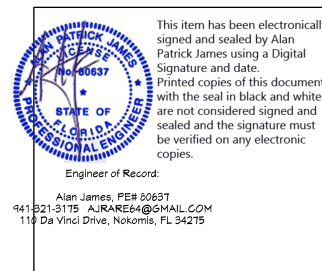 ALAN PATRICK JAMES
LICENSE
No. 80637
STATE OF
FLORIDA
PROFESSIONAL ENGINEER
This item has been electronically
signed and sealed by Alan
Patrick James using a Digital
Signature and date.
Printed copies of this document
with the seal in black and white
are not considered signed and
sealed and the signature must
be verified on any electronic
copies.
Engineer of Record:
Alan James, PE# 80637
941-321-3175 AJRARE64@GMAIL.COM
110 Da Vinci Drive, Nokomis, FL 34275